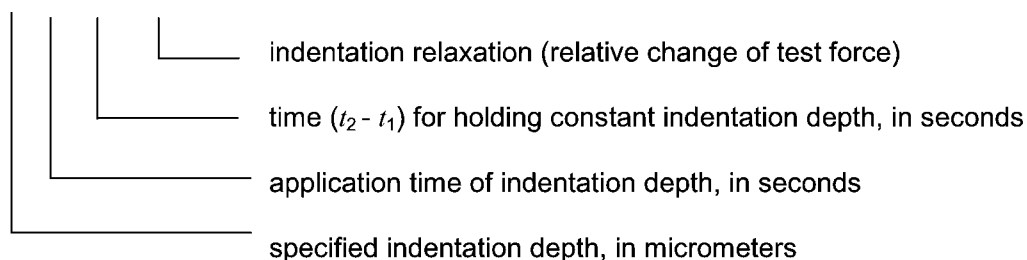 indentation relaxation (relative change of test force)
time (t₂ - t₁) for holding constant indentation depth, in seconds
application time of indentation depth, in seconds
specified indentation depth, in micrometers